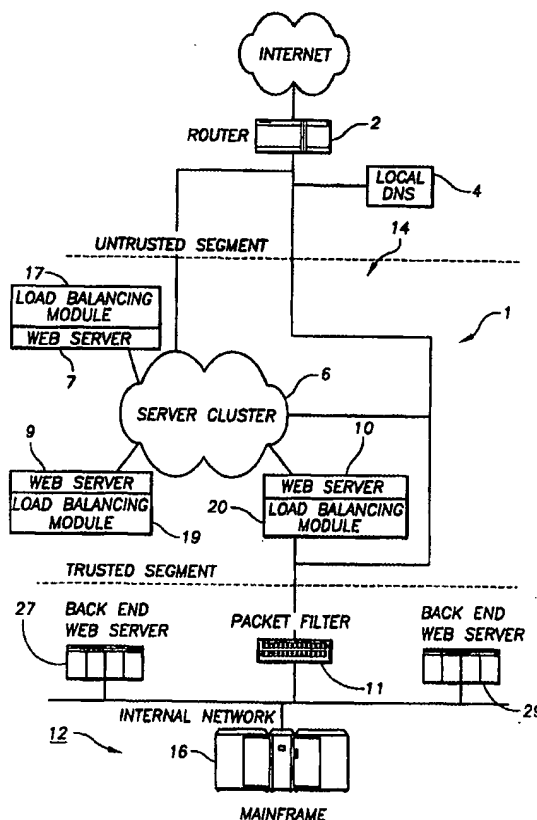 INTERNET
ROUTER
2
LOCAL
DNS
4
UNTRUSTED SEGMENT
14
17
LOAD BALANCING
MODULE
WEB SERVER
7
1
6
SERVER CLUSTER
9
WEB SERVER
LOAD BALANCING
MODULE
19
10
WEB SERVER
LOAD BALANCING
MODULE
20
TRUSTED SEGMENT
27
BACK END
WEB SERVER
PACKET FILTER
11
BACK END
WEB SERVER
29
INTERNAL NETWORK
12
16
MAINFRAME